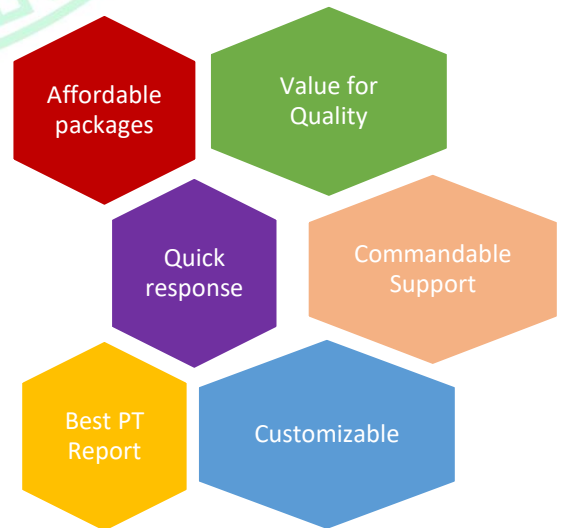 Affordable
packages
Value for
Quality
Quick
response
Commandable
Support
Best PT
Report
Customizable